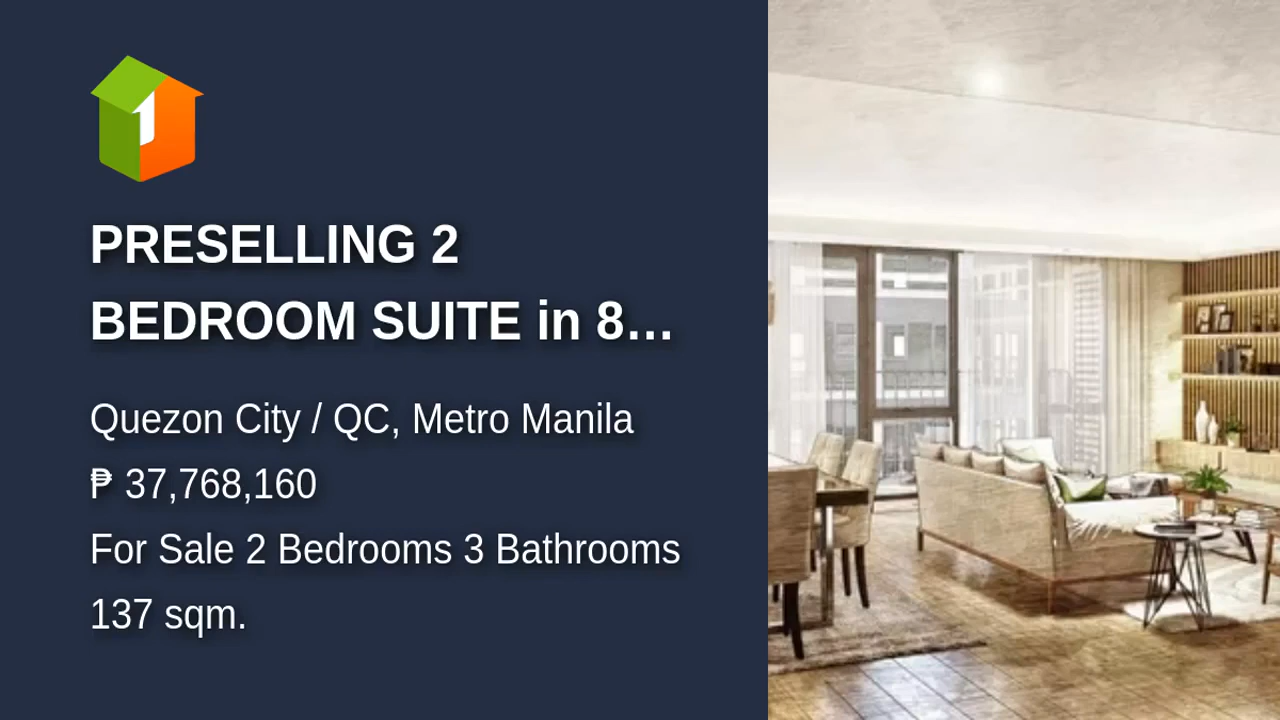 PRESELLING 2
BEDROOM SUITE in 8...
Quezon City / QC, Metro Manila
₱ 37,768,160
For Sale 2 Bedrooms 3 Bathrooms
137 sqm.